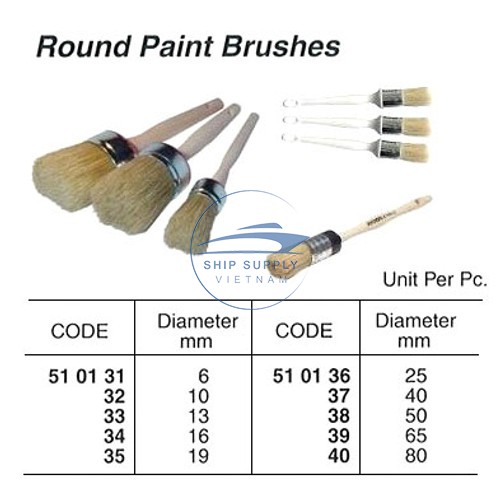 Round Paint Brushes
SHIP SUPPLY
VIETNAM
Unit Per Pc.
CODE Diameter mm CODE Diameter mm
51 01 31 6 51 01 36 25
32 10 37 40
33 13 38 50
34 16 39 65
35 19 40 80